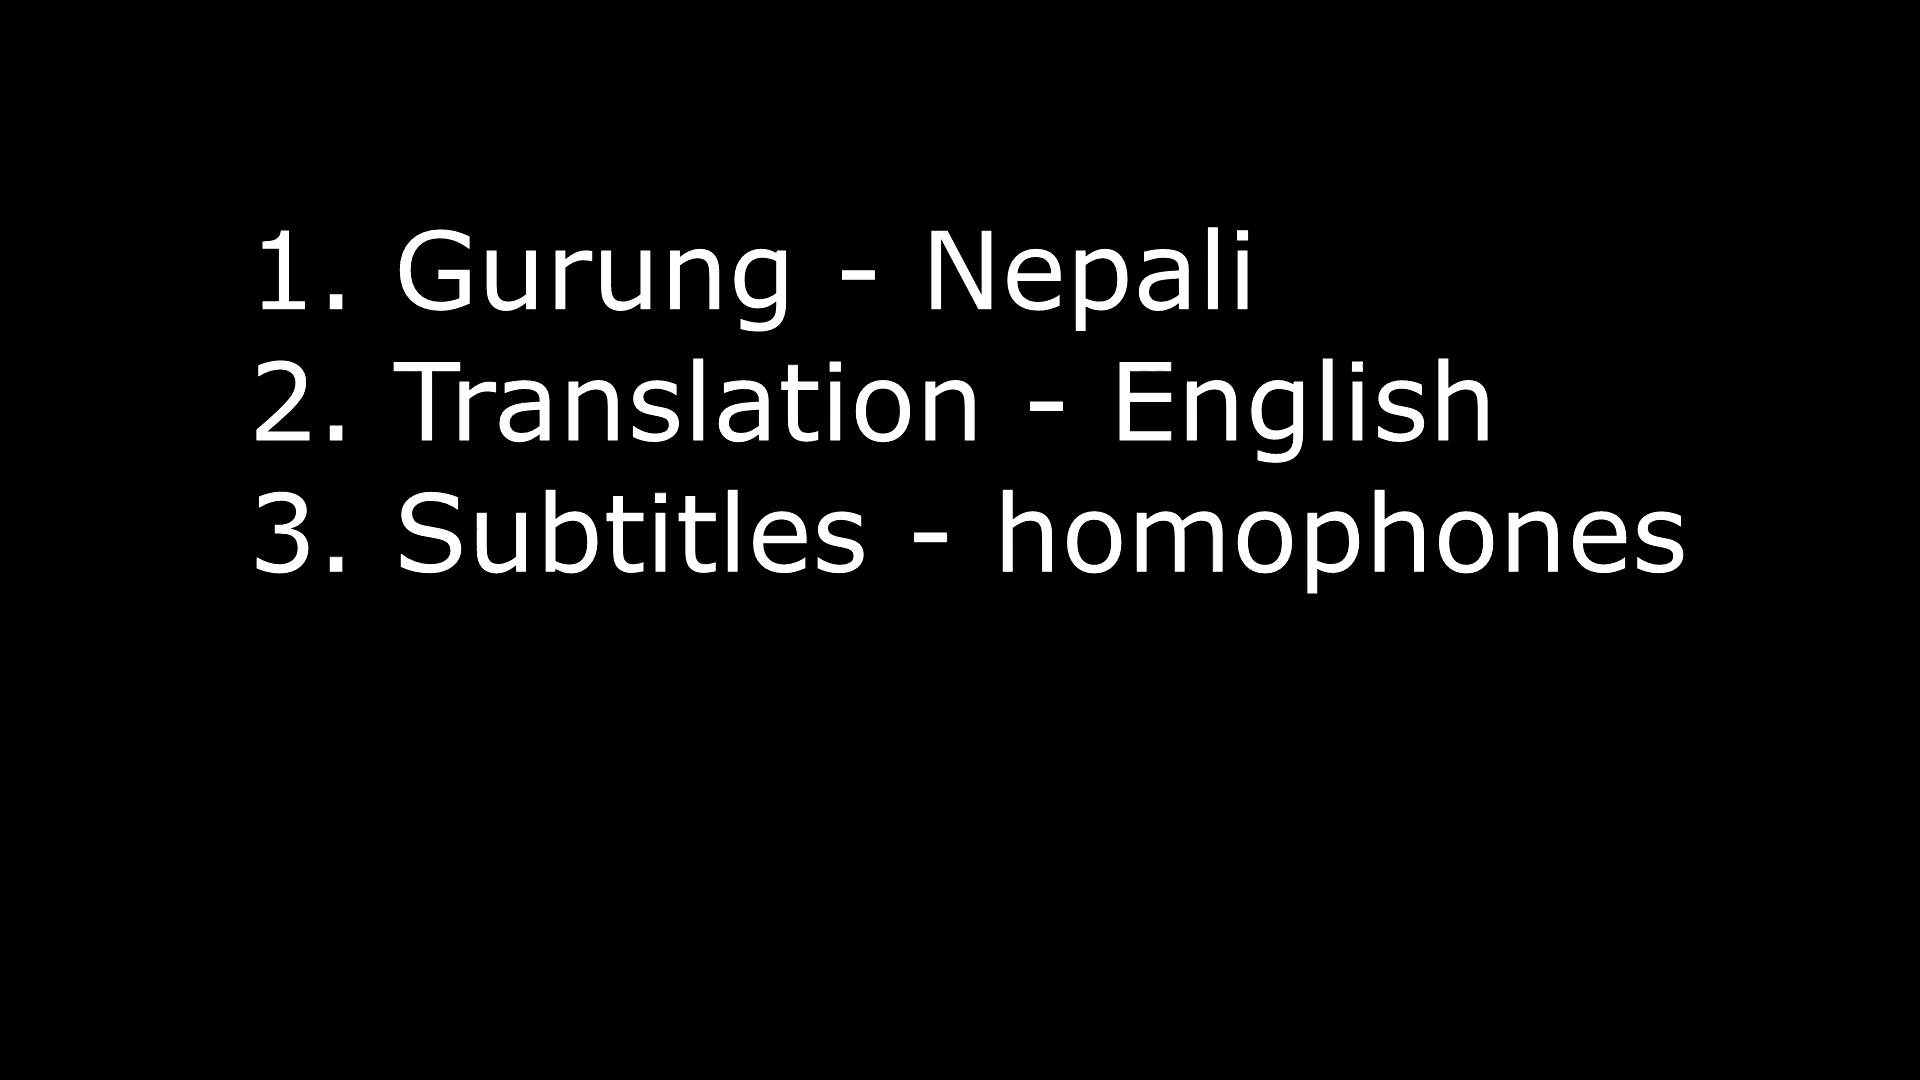 1. Gurung - Nepali
2. Translation - English
3. Subtitles - homophones